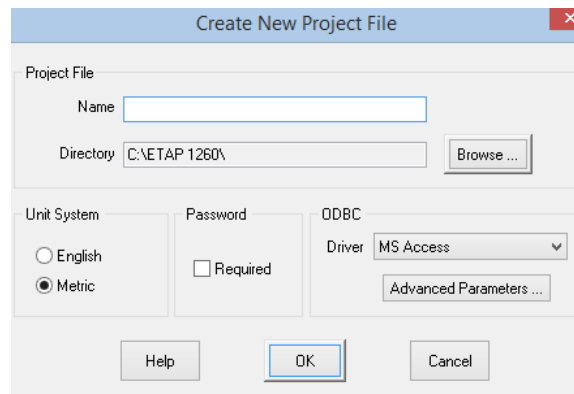 Create New Project File
Project File
Name
Directory C:\ETAP 1260\ Browse ...
Unit System Password ODBC
English Required Driver MS Access
Metric Advanced Parameters ...
Help OK Cancel